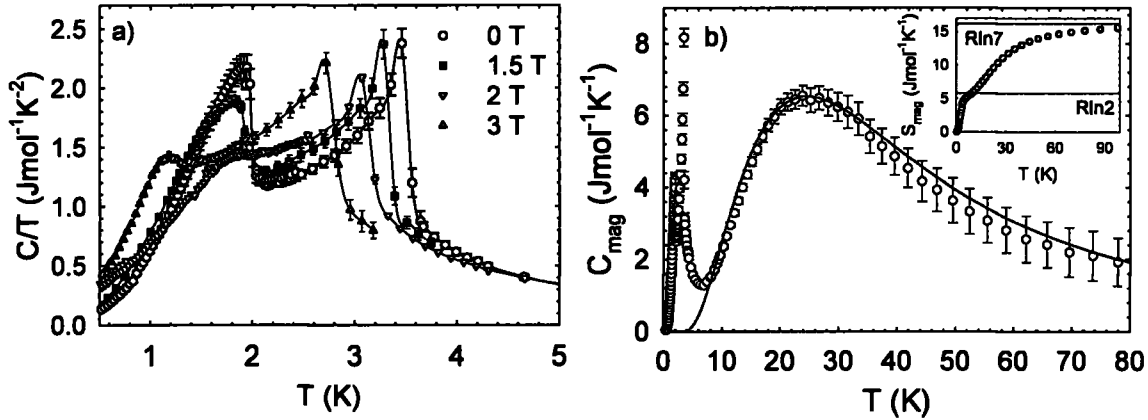 a)
C/T (Jmol⁻¹K⁻²)
2.5
2.0
1.5
1.0
0.5
0.0
0 T
1.5 T
2 T
3 T
1 2 3 4 5
T (K)
b)
C_mag (Jmol⁻¹K⁻¹)
8
6
4
2
0
0 10 20 30 40 50 60 70 80
T (K)
S_mag (Jmol⁻¹K⁻¹)
15
10
5
0
Rln7
Rln2
0 30 60 90
T (K)